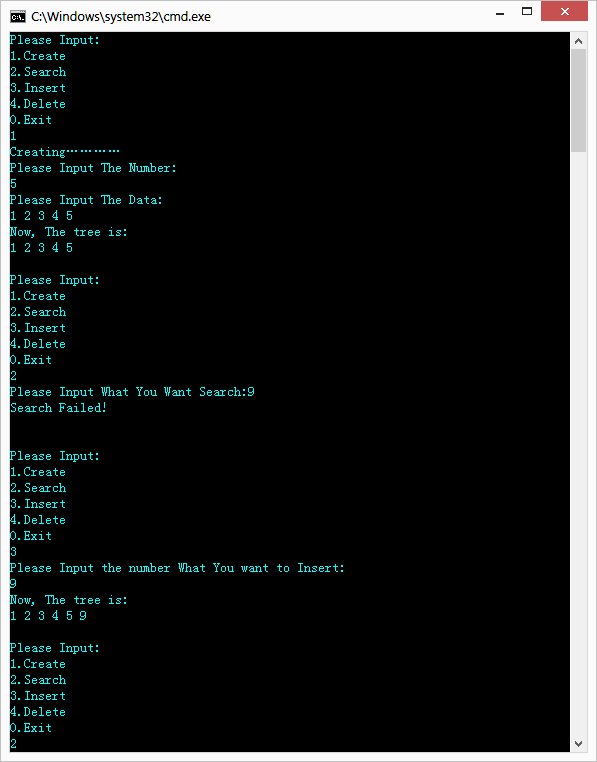 C:\Windows\system32\cmd.exe
Please Input:
1.Create
2.Search
3.Insert
4.Delete
0.Exit
1
Creating…………
Please Input The Number:
5
Please Input The Data:
1 2 3 4 5
Now, The tree is:
1 2 3 4 5
Please Input:
1.Create
2.Search
3.Insert
4.Delete
0.Exit
2
Please Input What You Want Search:9
Search Failed!
Please Input:
1.Create
2.Search
3.Insert
4.Delete
0.Exit
3
Please Input the number What You want to Insert:
9
Now, The tree is:
1 2 3 4 5 9
Please Input:
1.Create
2.Search
3.Insert
4.Delete
0.Exit
2